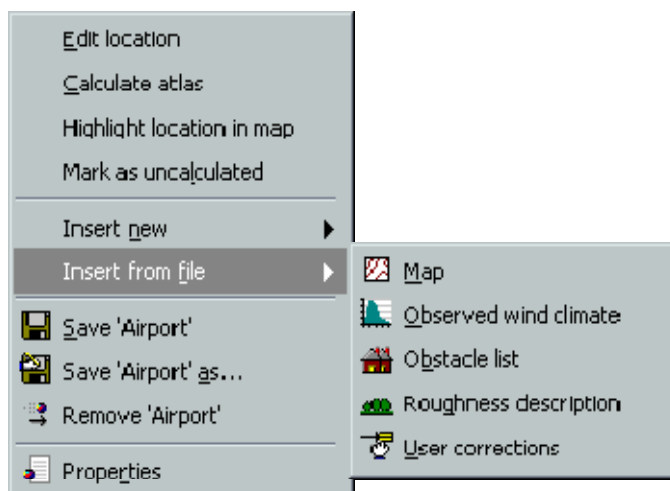 Edit location
Calculate atlas
Highlight location in map
Mark as uncalculated
Insert new
Insert from file
Save 'Airport'
Save 'Airport' as...
Remove 'Airport'
Properties
Map
Observed wind climate
Obstacle list
Roughness description
User corrections